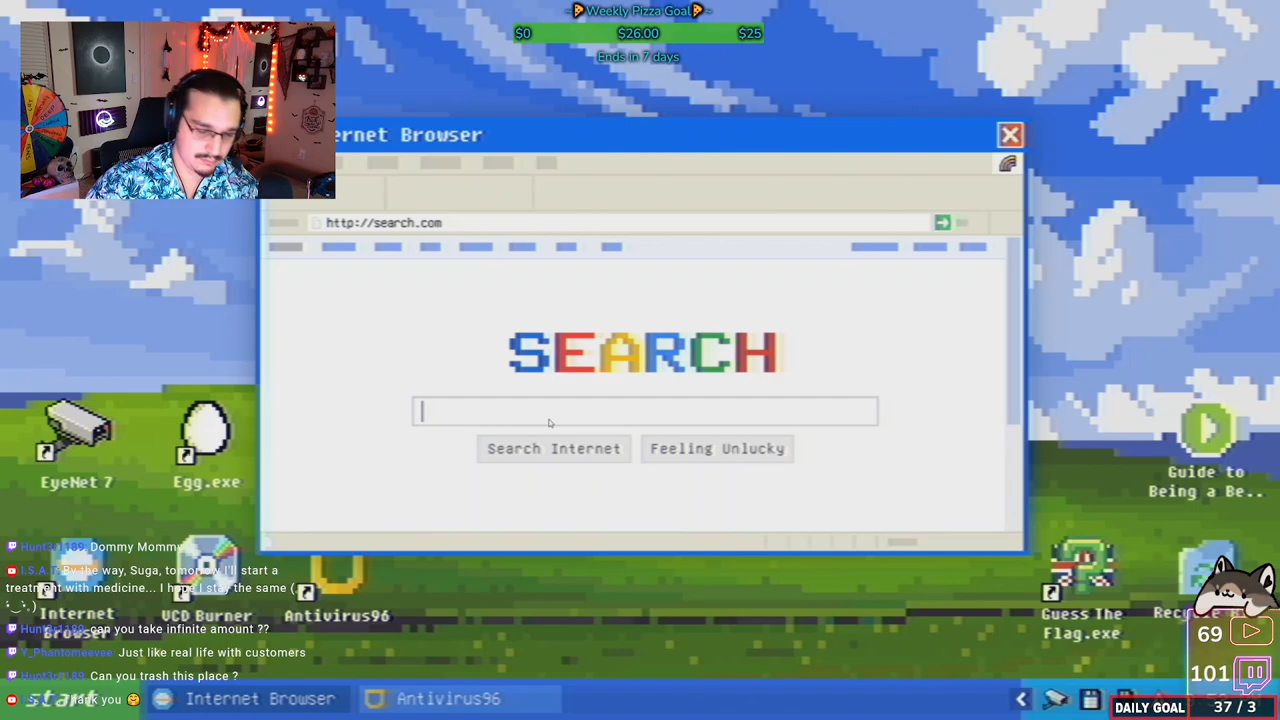 ~🍕Weekly Pizza Goal🍕~
$0 $26.00 $25
Ends in 7 days
ernet Browser
http://search.com
SEARCH
Search Internet Feeling Unlucky
EyeNet 7
Egg.exe
Guide to
Being a Be..
Internet
VCD Burner
Antivirus96
Guess The
Flag.exe
Hunt3r1189: Dommy Mommy
I.S.A.T: By the way, Suga, tomorrow I'll start a
treatment with medicine... I hope I stay the same (
Hunt3r1189: can you take infinite amount ??
Y_Phantomeevee: Just like real life with customers
Hunt3r1189: Can you trash this place ?
Thank you 🤗
Internet Browser
Antivirus96
69
101
DAILY GOAL 37 / 3